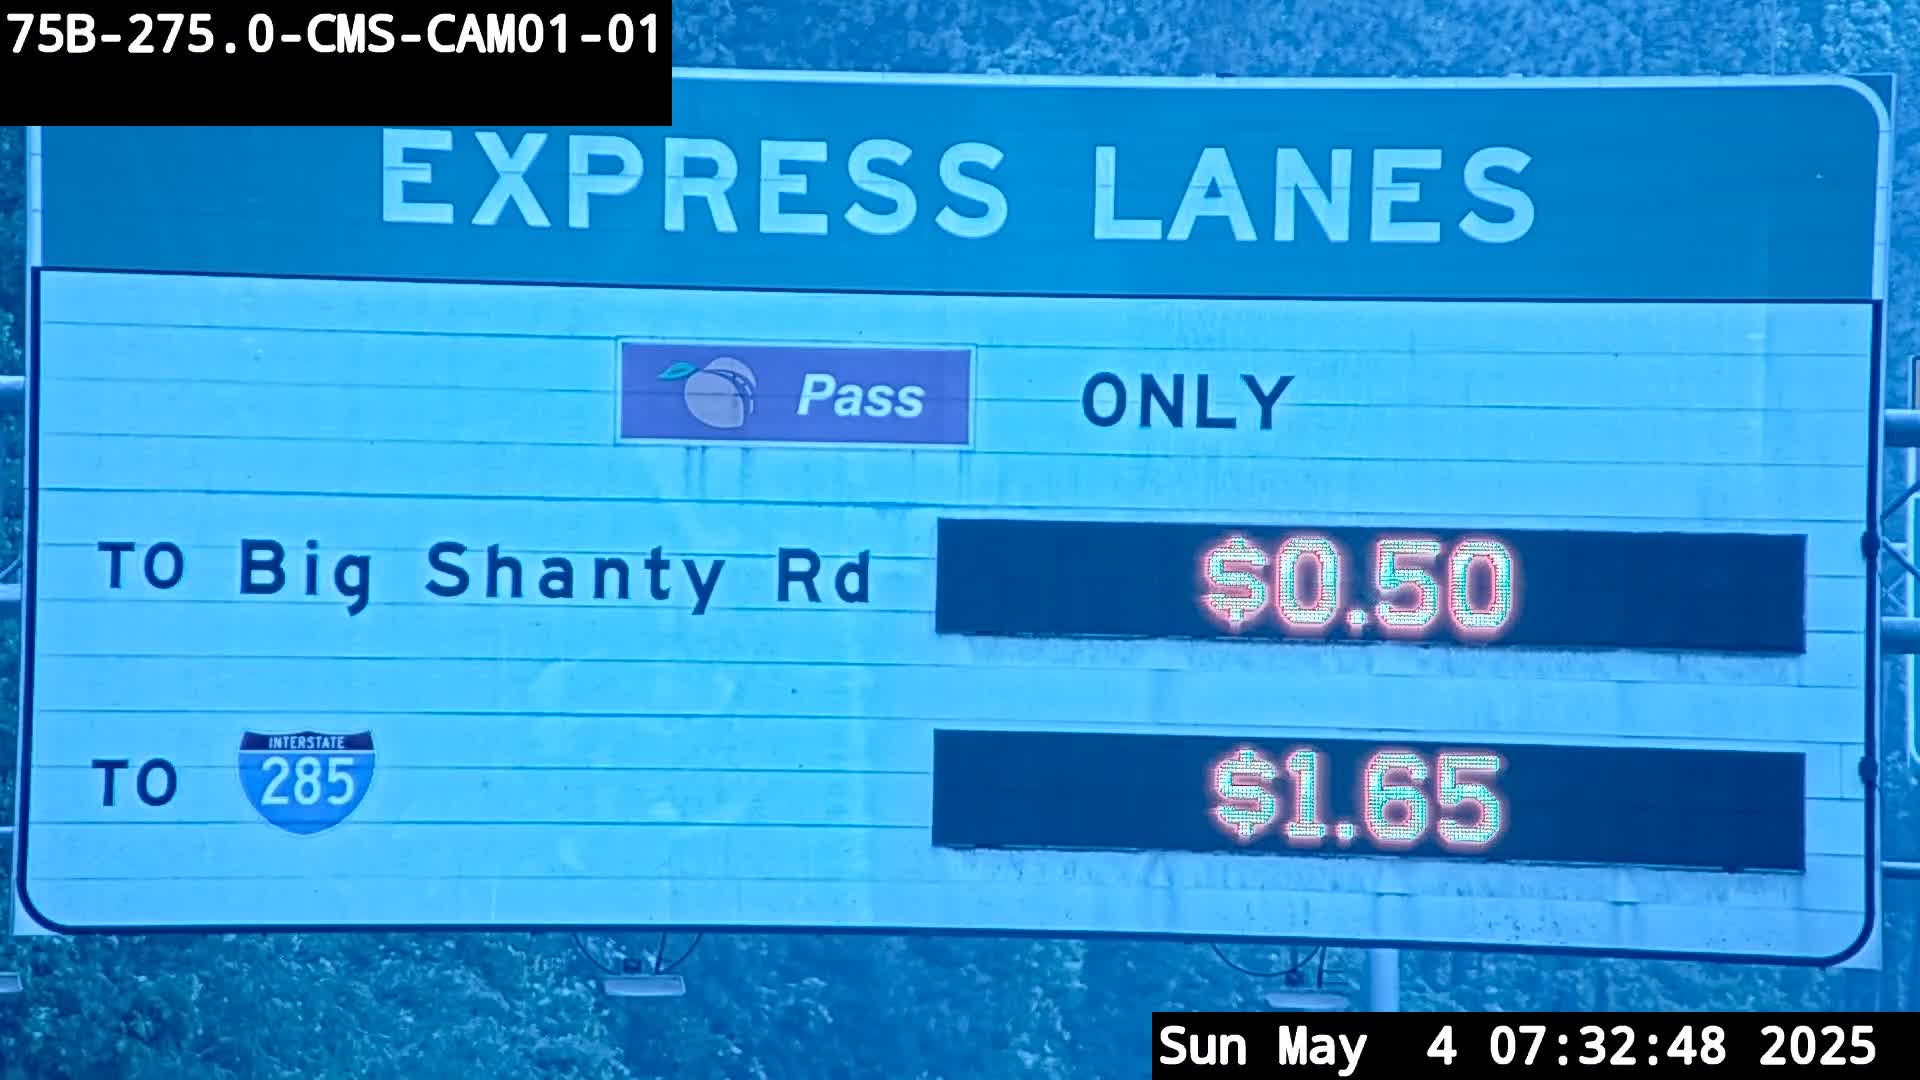 75B-275.0-CMS-CAM01-01
EXPRESS LANES
Pass ONLY
TO Big Shanty Rd $0.50
INTERSTATE
TO 285 $1.65
Sun May 4 07:32:48 2025